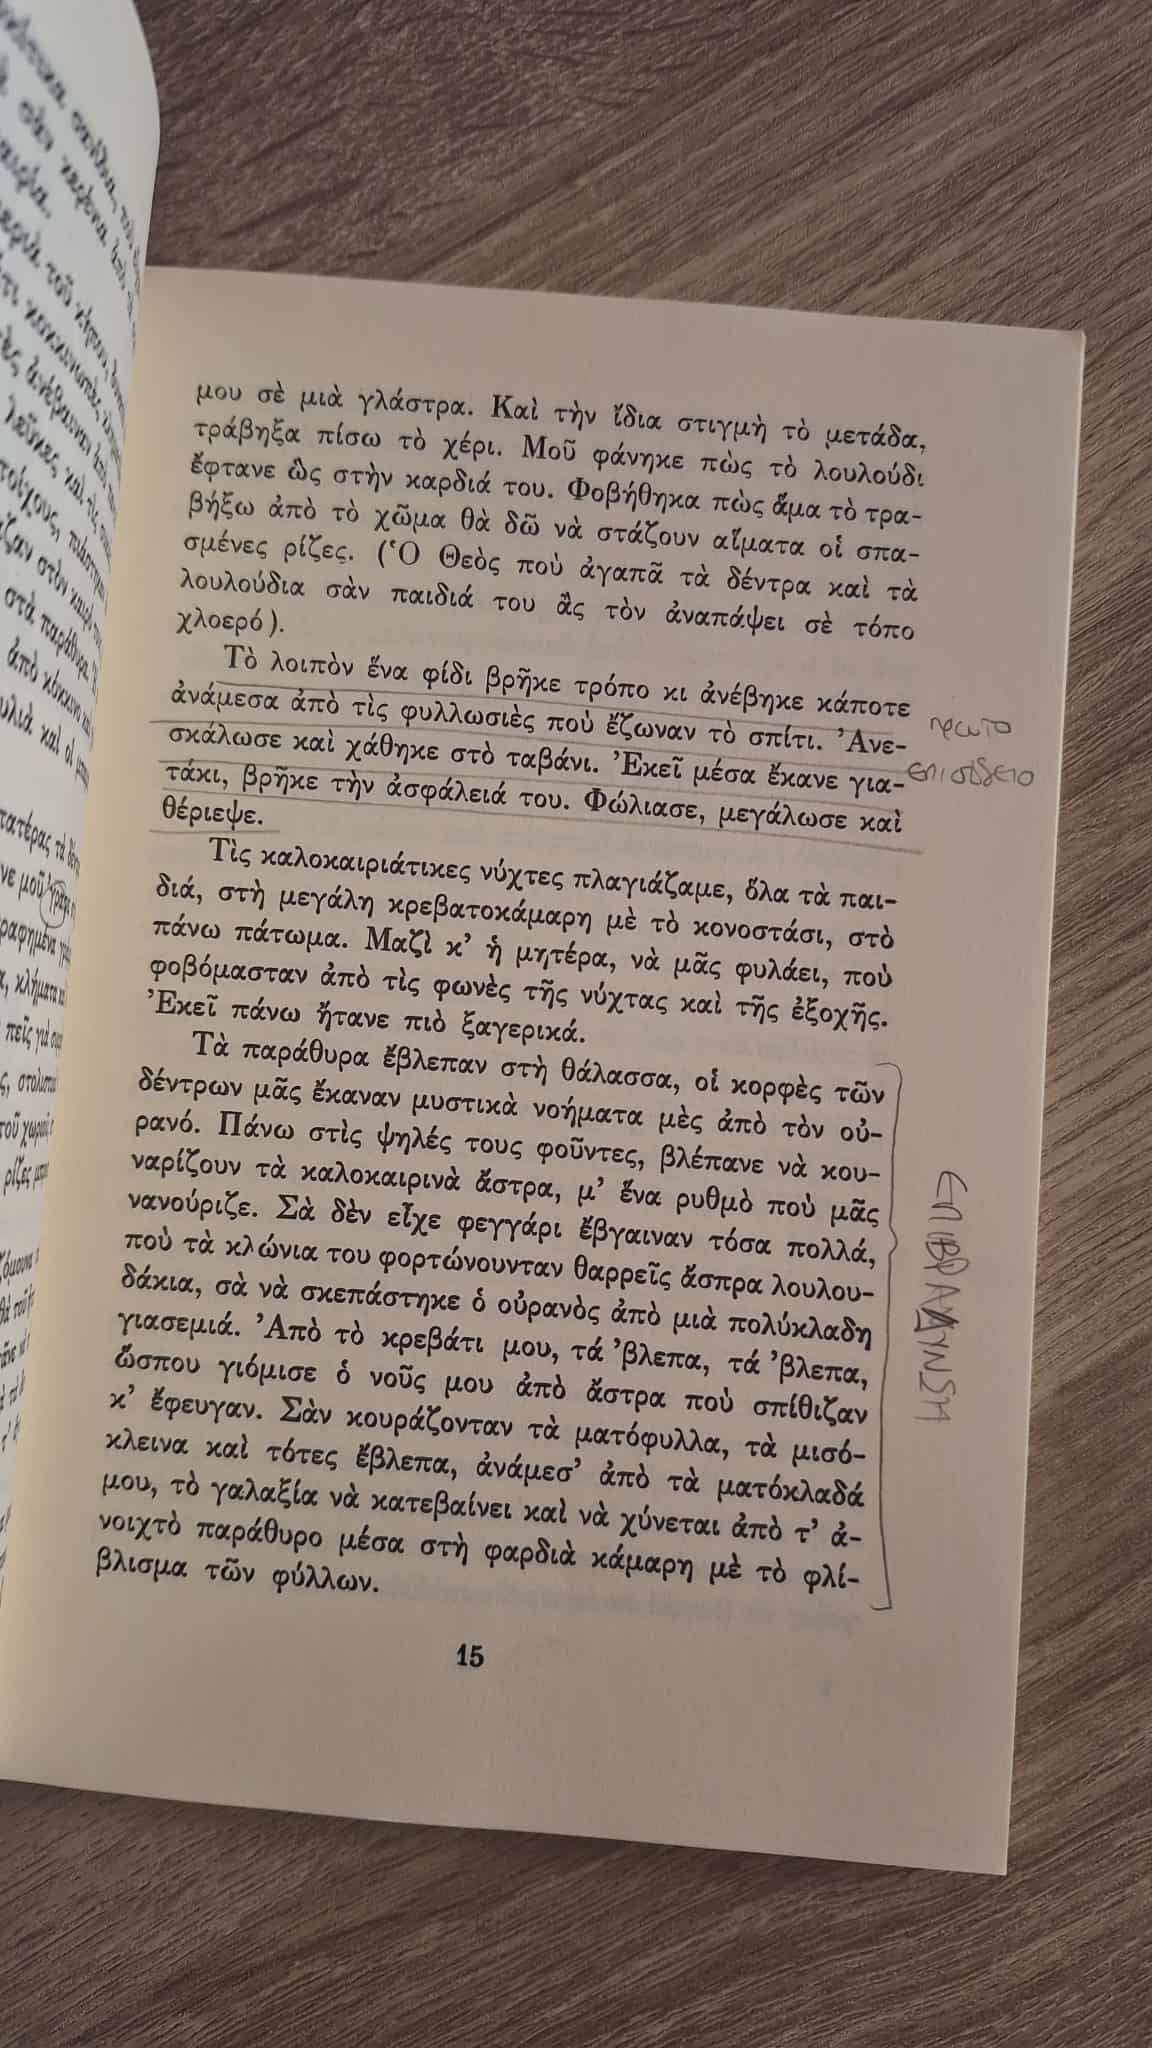 μου σὲ μιὰ γλάστρα. Καὶ τὴν ἴδια στιγμὴ τὸ μετάδα,
τράβηξα πίσω τὸ χέρι. Μοῦ φάνηκε πὼς τὸ λουλούδι
ἔφτανε ὣς στὴν καρδιά του. Φοβήθηκα πὼς ἅμα τὸ τρα-
βήξω ἀπὸ τὸ χῶμα θὰ δῶ νὰ στάζουν αἵματα οἱ σπα-
σμένες ρίζες. (Ὁ Θεὸς ποὺ ἀγαπᾶ τὰ δέντρα καὶ τὰ
λουλούδια σὰν παιδιά του ἂς τὸν ἀναπάψει σὲ τόπο
χλοερό).
Τὸ λοιπὸν ἕνα φίδι βρῆκε τρόπο κι ἀνέβηκε κάποτε
ἀνάμεσα ἀπὸ τὶς φυλλωσιὲς ποὺ ἔζωναν τὸ σπίτι. Ἀνε-
σκάλωσε καὶ χάθηκε στὸ ταβάνι. Ἐκεῖ μέσα ἔκανε για-
τάκι, βρῆκε τὴν ἀσφάλειά του. Φώλιασε, μεγάλωσε καὶ
θέριεψε.
πρωτο
επισοδειο
Τὶς καλοκαιριάτικες νύχτες πλαγιάζαμε, ὅλα τὰ παι-
διά, στὴ μεγάλη κρεβατοκάμαρη μὲ τὸ κονοστάσι, στὸ
πάνω πάτωμα. Μαζὶ κ’ ἡ μητέρα, νὰ μᾶς φυλάει, ποὺ
φοβόμασταν ἀπὸ τὶς φωνὲς τῆς νύχτας καὶ τῆς ἐξοχῆς.
Ἐκεῖ πάνω ἤτανε πιὸ ξαγερικά.
Τὰ παράθυρα ἔβλεπαν στὴ θάλασσα, οἱ κορφὲς τῶν
δέντρων μᾶς ἔκαναν μυστικὰ νοήματα μὲς ἀπὸ τὸν οὐ-
ρανό. Πάνω στὶς ψηλές τους φοῦντες, βλέπανε νὰ κου-
ναρίζουν τὰ καλοκαιρινὰ ἄστρα, μ’ ἕνα ρυθμὸ ποὺ μᾶς
νανούριζε. Σὰ δὲν εἶχε φεγγάρι ἔβγαιναν τόσα πολλά,
ποὺ τὰ κλώνια του φορτώνουνταν θαρρεῖς ἄσπρα λουλου-
δάκια, σὰ νὰ σκεπάστηκε ὁ οὐρανὸς ἀπὸ μιὰ πολύκλαδη
γιασεμιά. Ἀπὸ τὸ κρεβάτι μου, τά ’βλεπα, τά ’βλεπα,
ὥσπου γιόμισε ὁ νοῦς μου ἀπὸ ἄστρα ποὺ σπίθιζαν
κ’ ἔφευγαν. Σὰν κουράζονταν τὰ ματόφυλλα, τὰ μισό-
κλεινα καὶ τότες ἔβλεπα, ἀνάμεσ’ ἀπὸ τὰ ματόκλαδά
μου, τὸ γαλαξία νὰ κατεβαίνει καὶ νὰ χύνεται ἀπὸ τ’ ἀ-
νοιχτὸ παράθυρο μέσα στὴ φαρδιὰ κάμαρη μὲ τὸ φλί-
βλισμα τῶν φύλλων.
ΕΠΙΒΡΑΔΥΝΣΗ
15